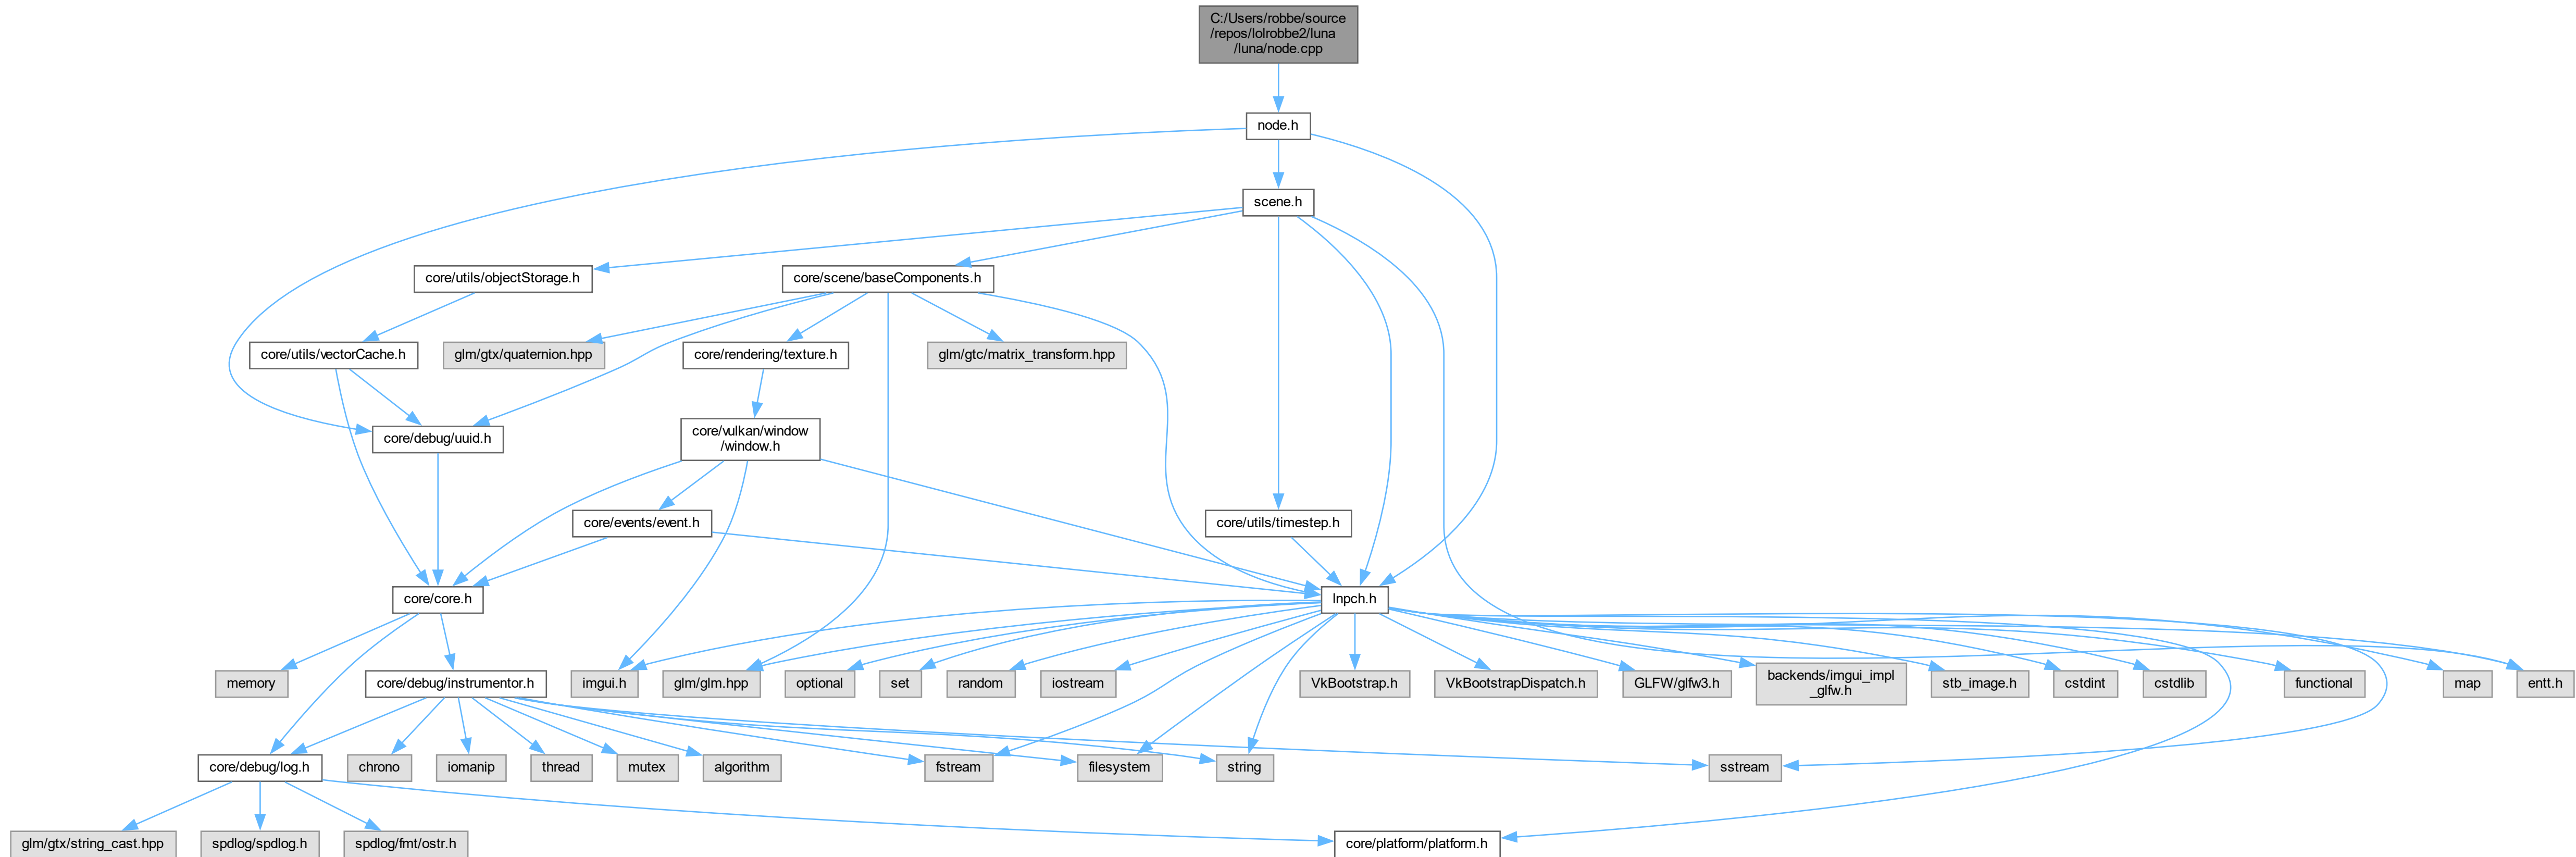 C:/Users/robbe/source
/repos/lolrobbe2/luna
/luna/node.cpp
node.h
scene.h
core/utils/objectStorage.h
core/scene/baseComponents.h
core/utils/vectorCache.h
glm/gtx/quaternion.hpp
core/rendering/texture.h
glm/gtc/matrix_transform.hpp
core/debug/uuid.h
core/vulkan/window
/window.h
core/events/event.h
core/utils/timestep.h
core/core.h
lnpch.h
memory
core/debug/instrumentor.h
imgui.h
glm/glm.hpp
optional
set
random
iostream
VkBootstrap.h
VkBootstrapDispatch.h
GLFW/glfw3.h
backends/imgui_impl
_glfw.h
stb_image.h
cstdint
cstdlib
functional
map
entt.h
core/debug/log.h
chrono
iomanip
thread
mutex
algorithm
fstream
filesystem
string
sstream
glm/gtx/string_cast.hpp
spdlog/spdlog.h
spdlog/fmt/ostr.h
core/platform/platform.h